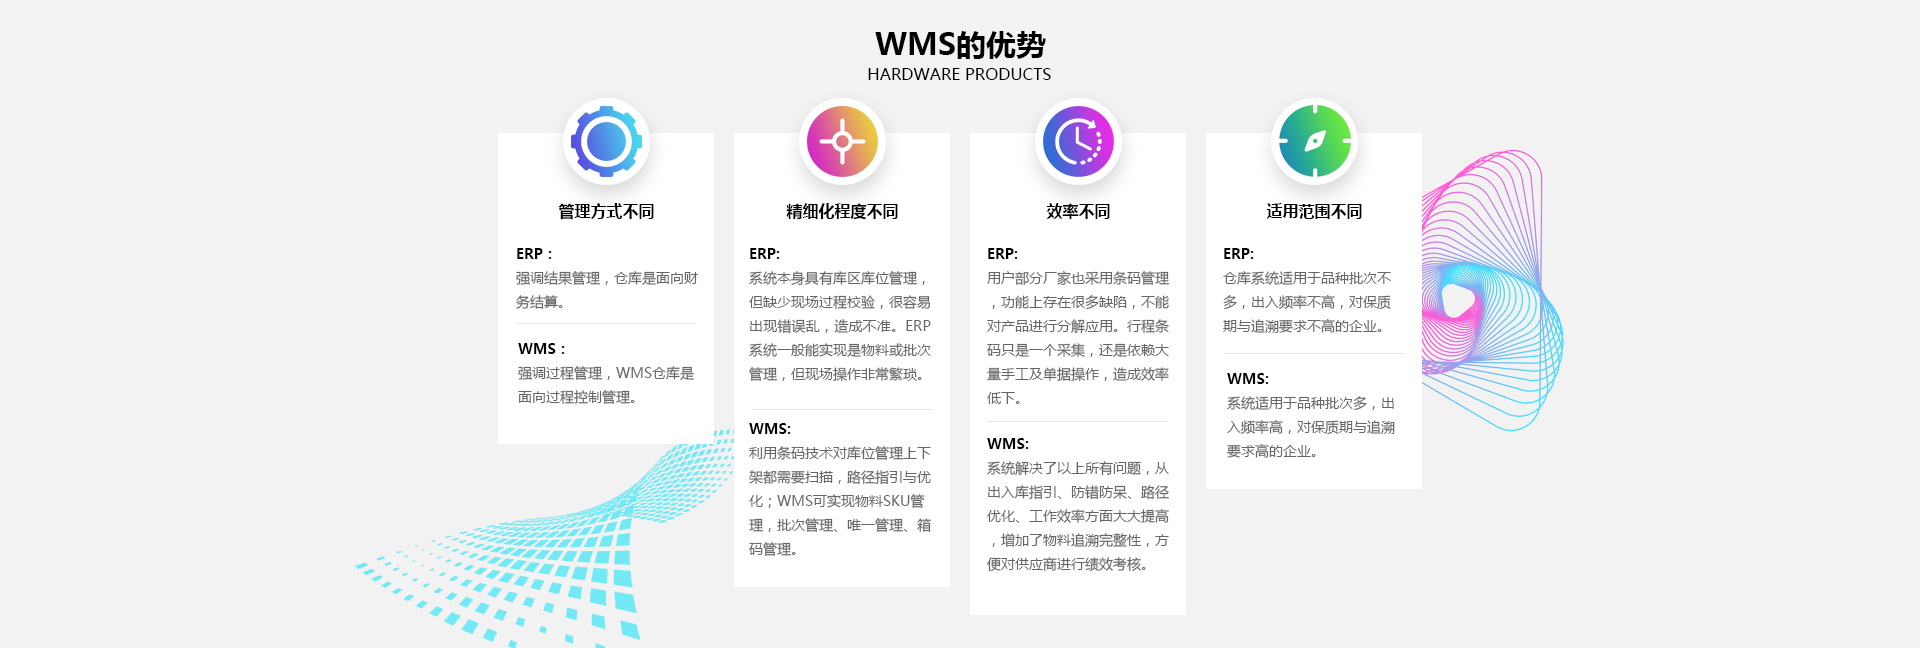 WMS的优势
HARDWARE PRODUCTS
管理方式不同
ERP：
强调结果管理，仓库是面向财
务结算。
WMS：
强调过程管理，WMS仓库是
面向过程控制管理。
精细化程度不同
ERP:
系统本身具有库区库位管理，
但缺少现场过程校验，很容易
出现错误乱，造成不准。ERP
系统一般能实现是物料或批次
管理，但现场操作非常繁琐。
WMS:
利用条码技术对库位管理上下
架都需要扫描，路径指引与优
化；WMS可实现物料SKU管
理，批次管理、唯一管理、箱
码管理。
效率不同
ERP:
用户部分厂家也采用条码管理
，功能上存在很多缺陷，不能
对产品进行分解应用。行程条
码只是一个采集，还是依赖大
量手工及单据操作，造成效率
低下。
WMS:
系统解决了以上所有问题，从
出入库指引、防错防呆、路径
优化、工作效率方面大大提高
，增加了物料追溯完整性，方
便对供应商进行绩效考核。
适用范围不同
ERP:
仓库系统适用于品种批次不
多，出入频率不高，对保质
期与追溯要求不高的企业。
WMS:
系统适用于品种批次多，出
入频率高，对保质期与追溯
要求高的企业。